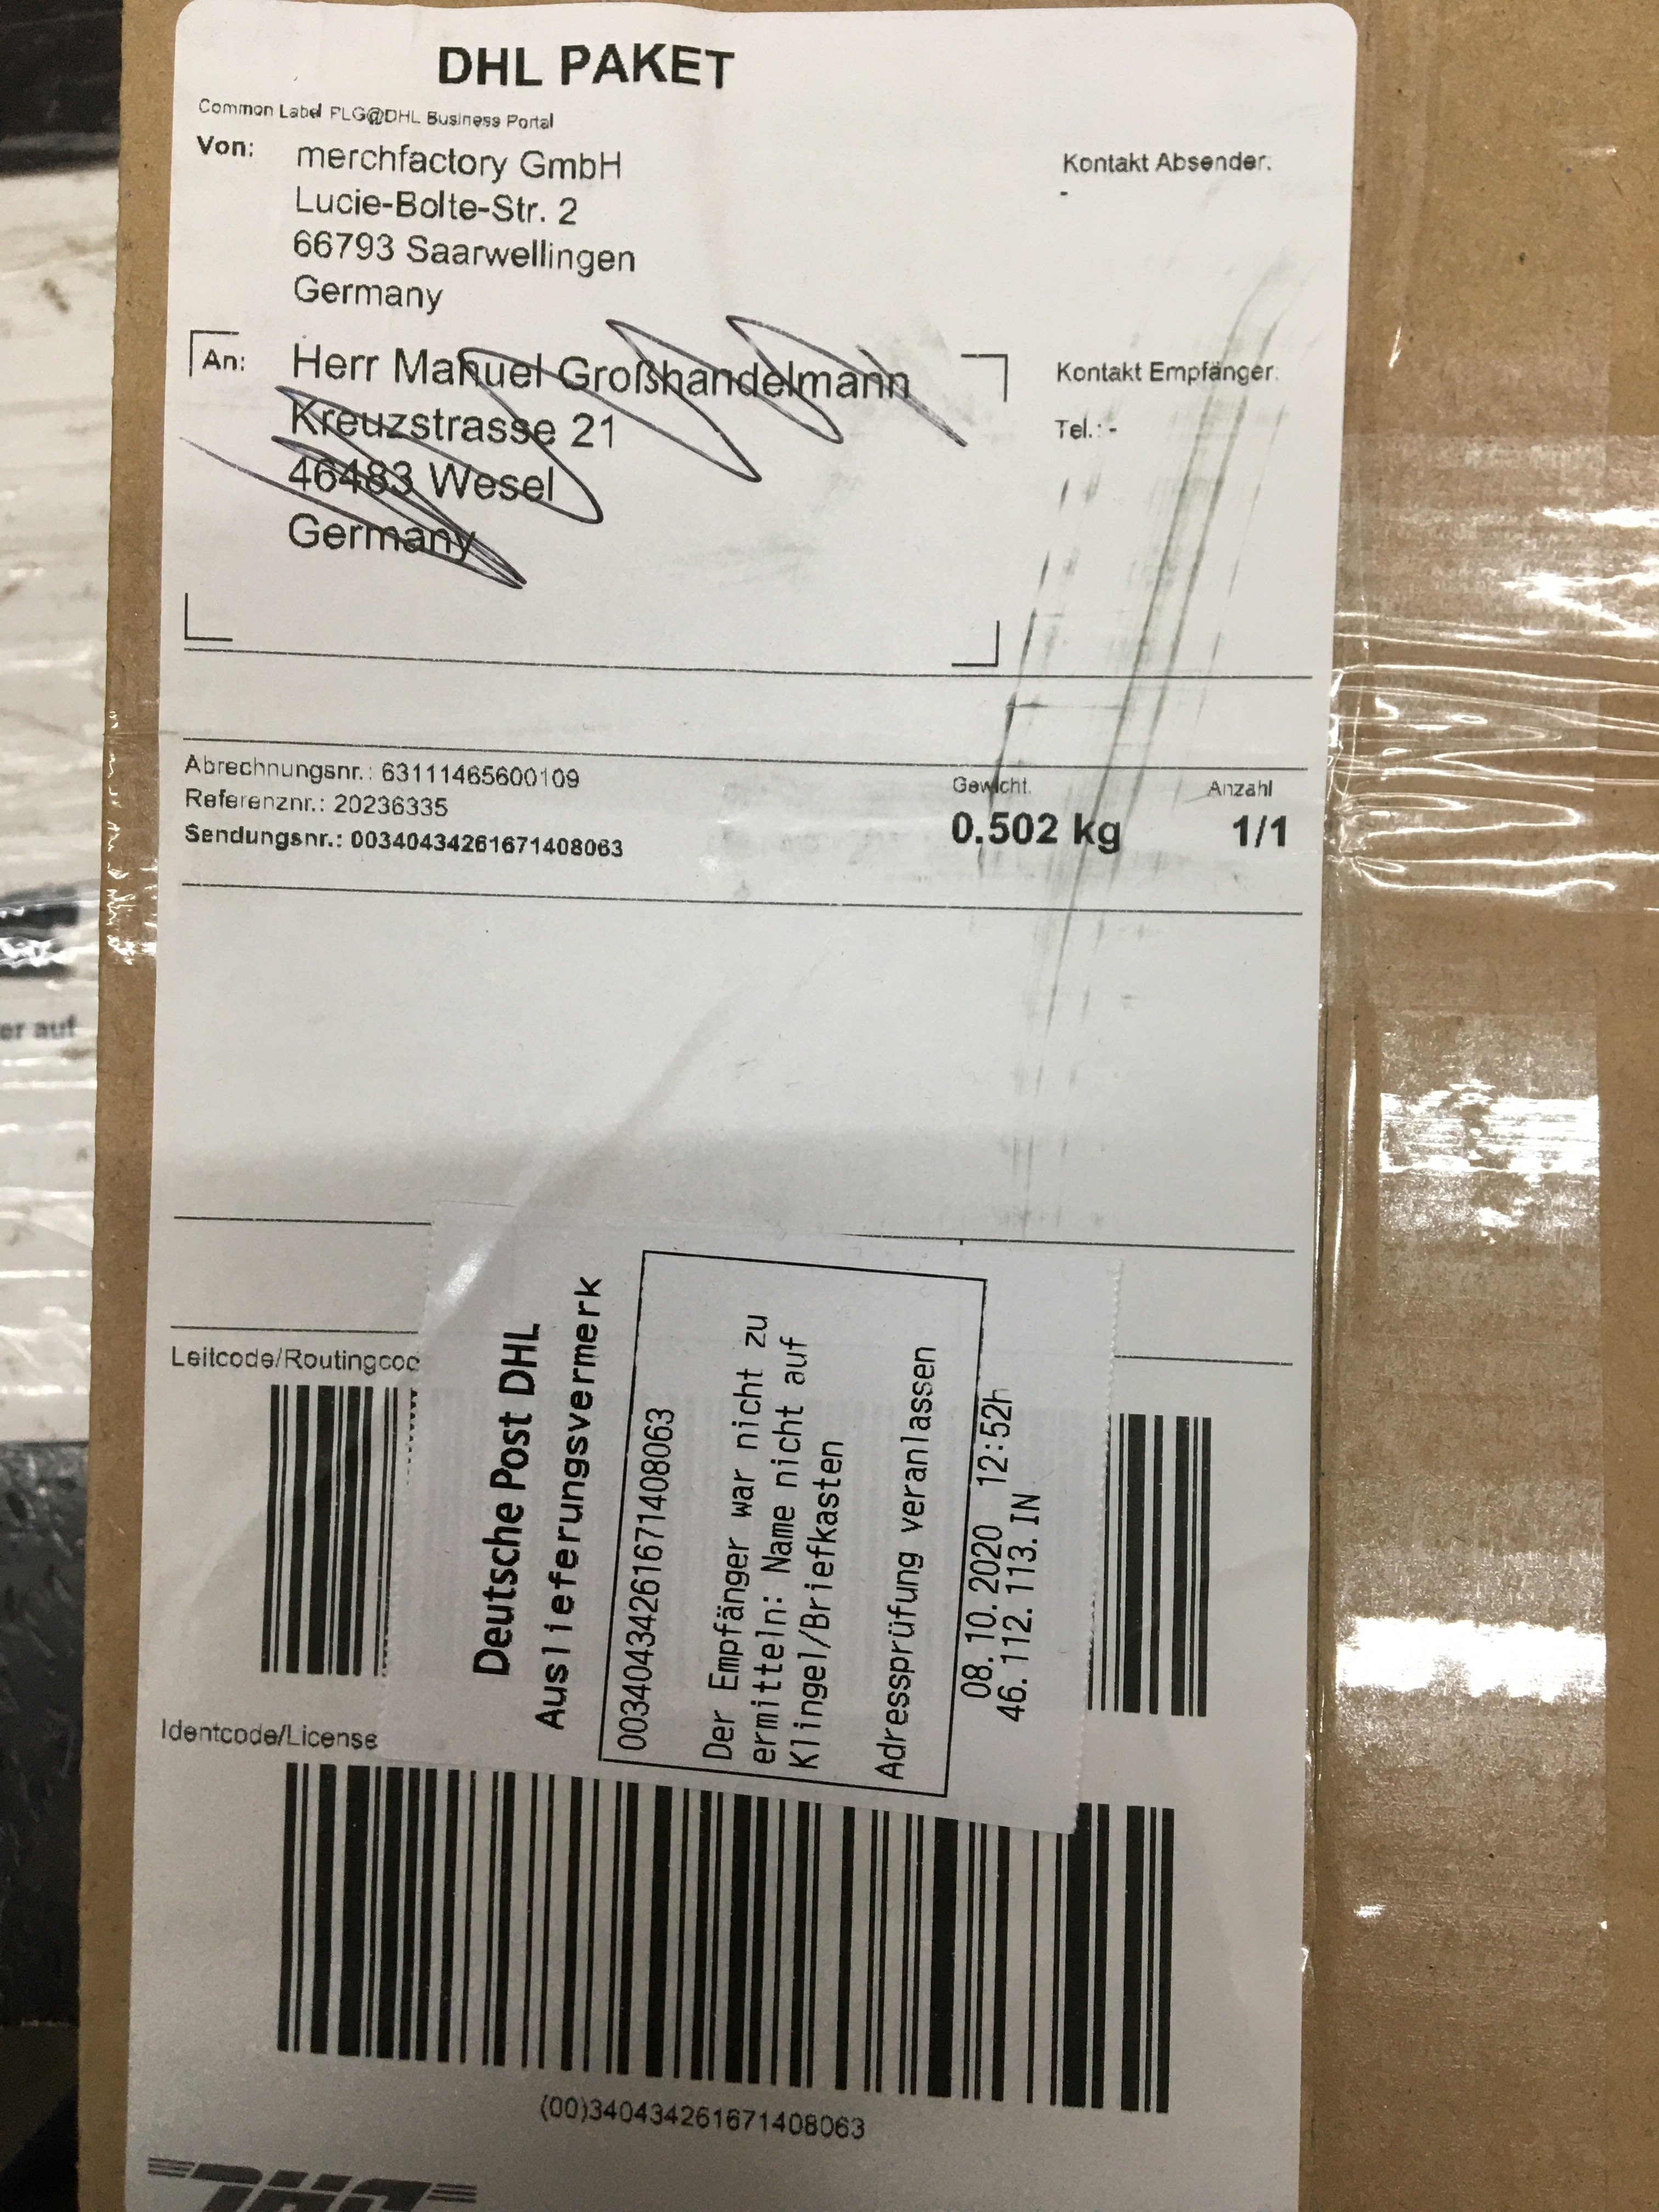 DHL PAKET
Common Label PLG@DHL Business Portal
Von:
merchfactory GmbH
Lucie-Bolte-Str. 2
66793 Saarwellingen
Germany
Kontakt Absender:
-
An:
Herr Manuel Großhandelmann
Kreuzstrasse 21
46483 Wesel
Germany
Kontakt Empfänger:
Tel.: -
Abrechnungsnr.: 63111465600109
Referenznr.: 20236335
Sendungsnr.: 00340434261671408063
Gewicht.
0.502 kg
Anzahl
1/1
er auf
Leitcode/Routingcoc
Deutsche Post DHL
Auslieferungsvermerk
00340434261671408063
Der Empfänger war nicht zu
ermitteln: Name nicht auf
Klingel/Briefkasten
Adressprüfung veranlassen
08.10.2020 12:52h
46.112.113.IN
Identcode/License
(00)340434261671408063
DHL